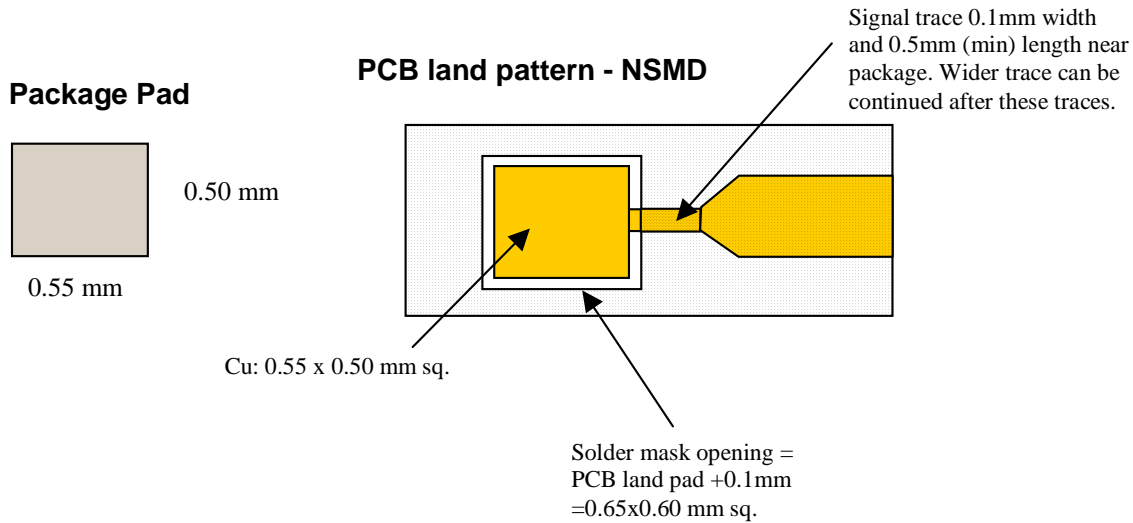 Signal trace 0.1mm width
and 0.5mm (min) length near
package. Wider trace can be
continued after these traces.
PCB land pattern - NSMD
Package Pad
0.50 mm
0.55 mm
Cu: 0.55 x 0.50 mm sq.
Solder mask opening =
PCB land pad +0.1mm
=0.65x0.60 mm sq.